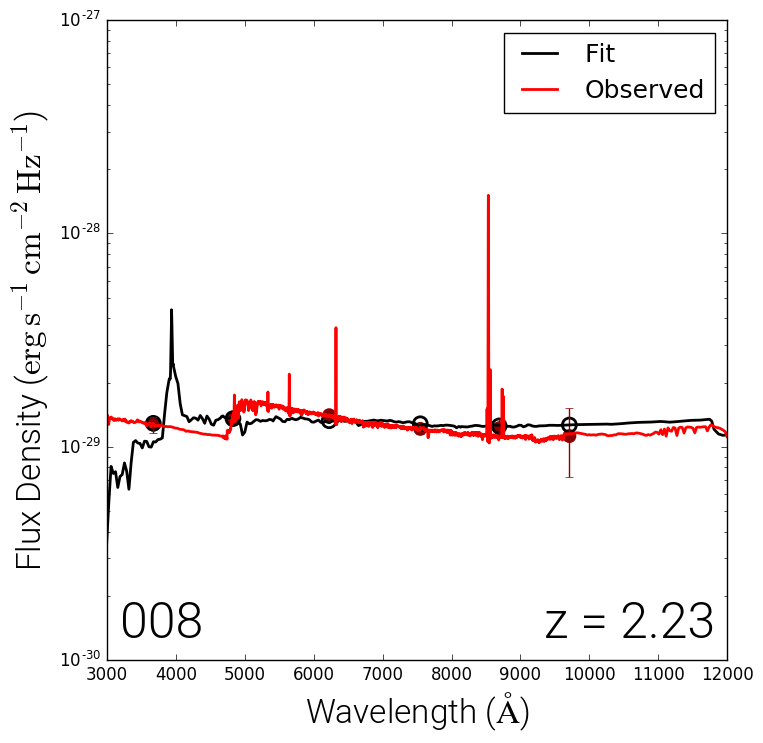 10^-27
Fit
Observed
10^-28
Flux Density (erg s^-1 cm^-2 Hz^-1)
10^-29
008
z = 2.23
10^-30
3000 4000 5000 6000 7000 8000 9000 10000 11000 12000
Wavelength (Å)